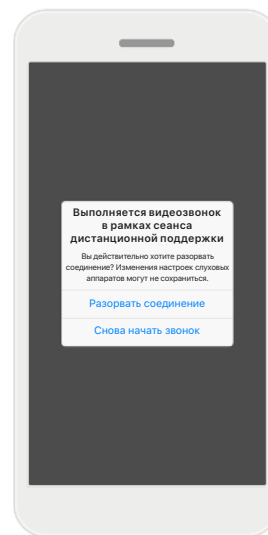 Выполняется видеозвонок
в рамках сеанса
дистанционной поддержки
Вы действительно хотите разорвать
соединение? Изменения настроек слуховых
аппаратов могут не сохраниться.
Разорвать соединение
Снова начать звонок